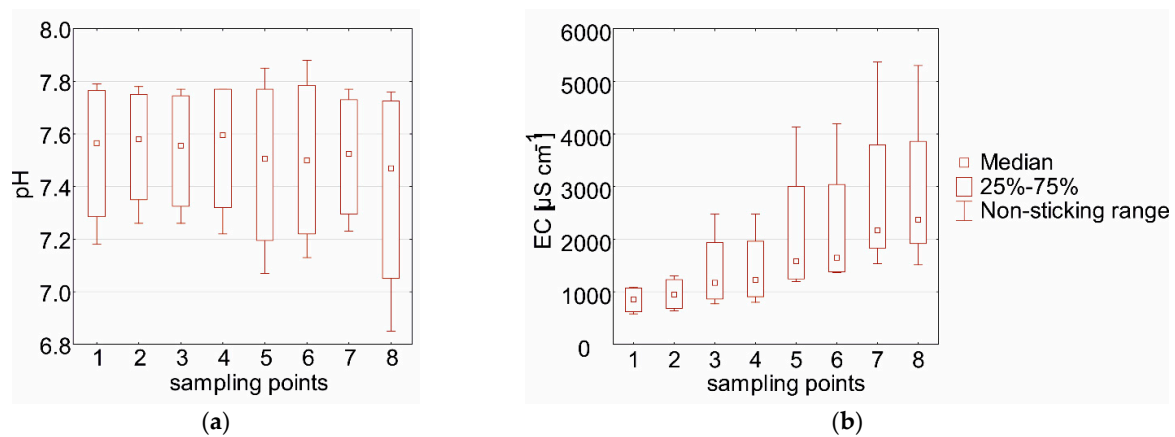 8.0
7.8
7.6
7.4
7.2
7.0
6.8
pH
1 2 3 4 5 6 7 8
sampling points
(a)
6000
5000
4000
3000
2000
1000
0
EC [µS cm⁻¹]
1 2 3 4 5 6 7 8
sampling points
(b)
Median
25%-75%
Non-sticking range